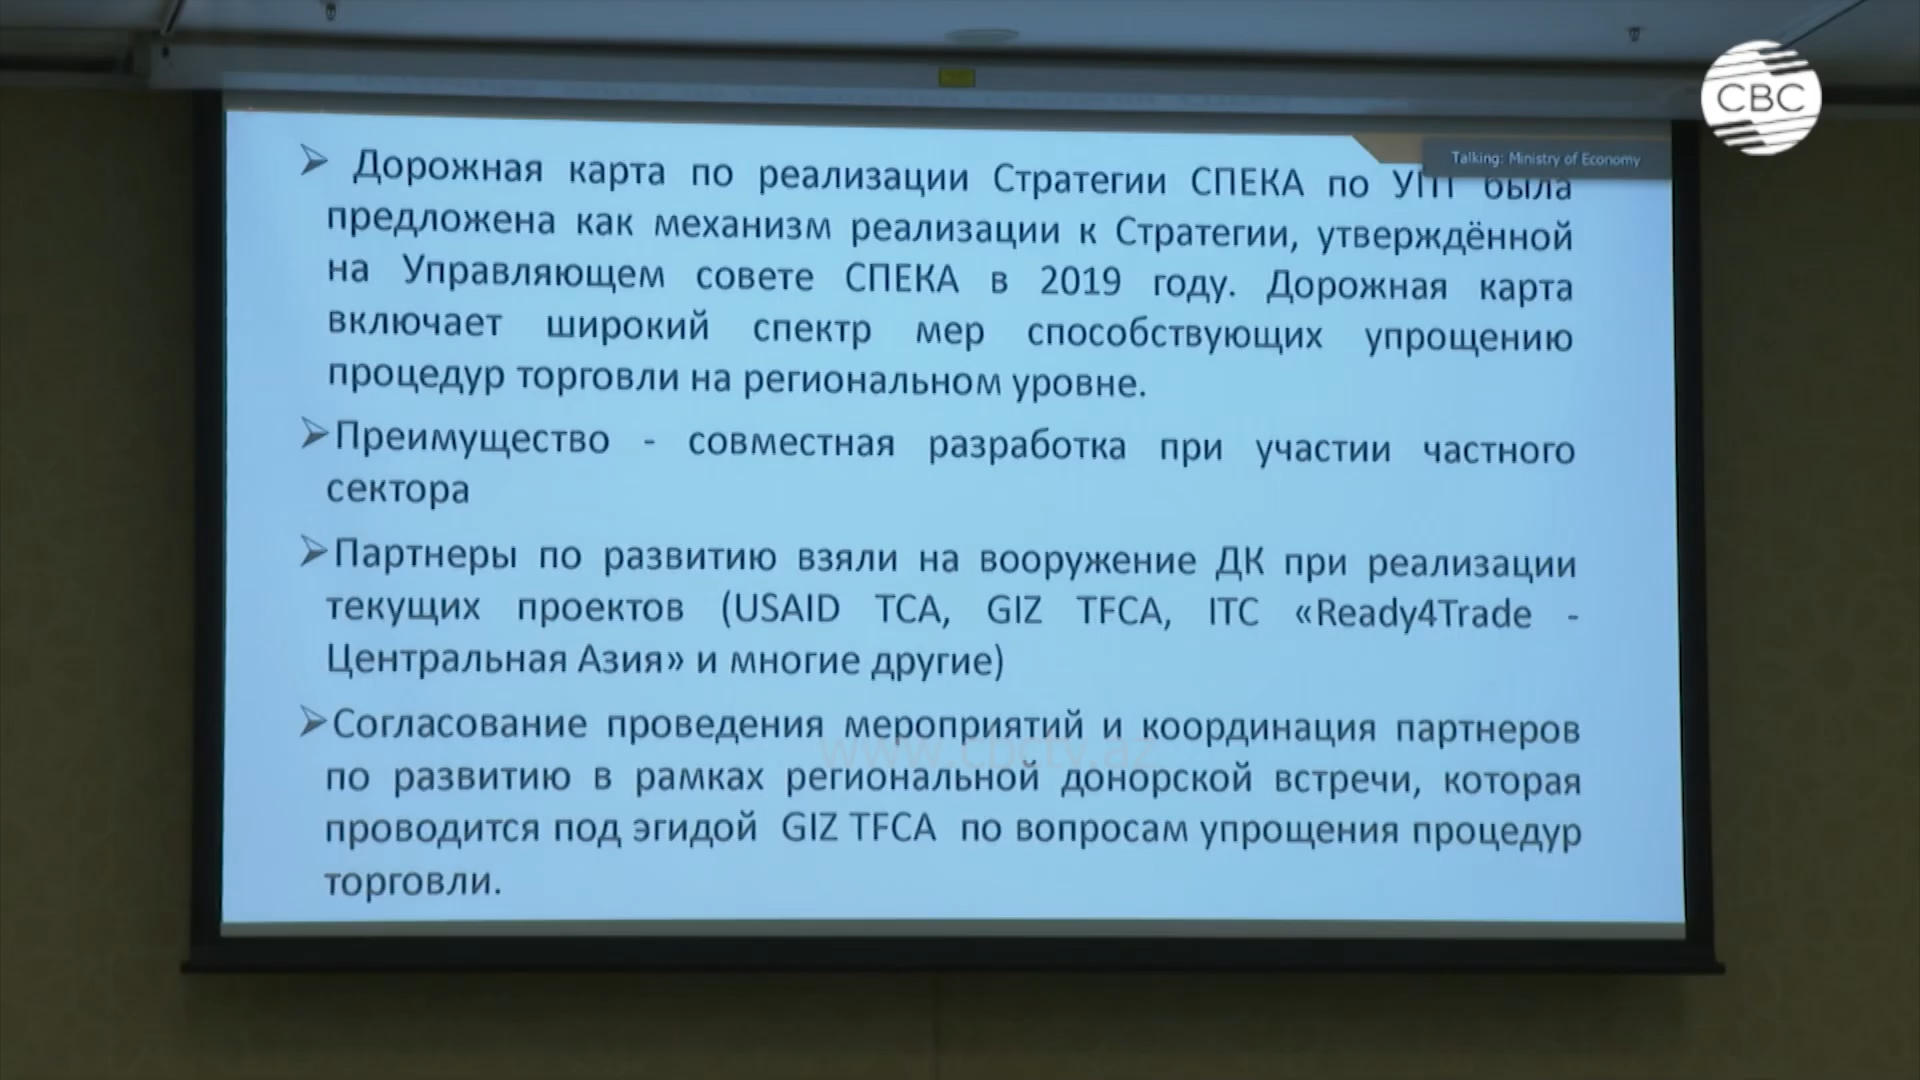 CBC
Talking: Ministry of Economy
➢ Дорожная карта по реализации Стратегии СПЕКА по УПТ была
предложена как механизм реализации к Стратегии, утверждённой
на Управляющем совете СПЕКА в 2019 году. Дорожная карта
включает широкий спектр мер способствующих упрощению
процедур торговли на региональном уровне.
➢Преимущество - совместная разработка при участии частного
сектора
➢Партнеры по развитию взяли на вооружение ДК при реализации
текущих проектов (USAID TCA, GIZ TFCA, ITC «Ready4Trade -
Центральная Азия» и многие другие)
➢Согласование проведения мероприятий и координация партнеров
www.cbctv.az
по развитию в рамках региональной донорской встречи, которая
проводится под эгидой GIZ TFCA по вопросам упрощения процедур
торговли.